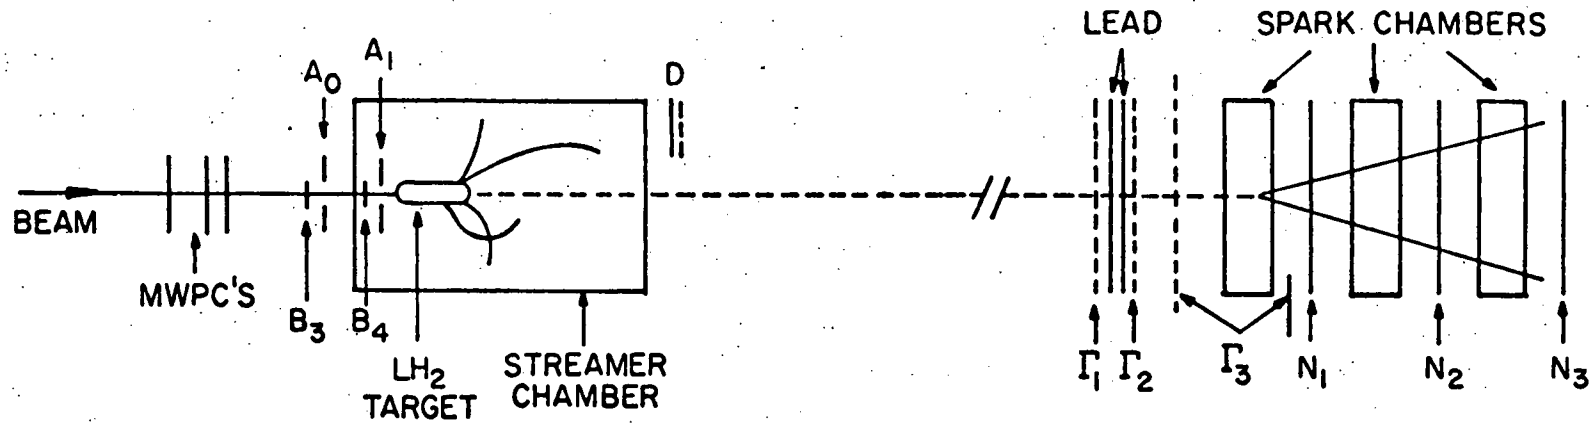 LEAD
SPARK CHAMBERS
A0
A1
D
BEAM
MWPC'S
B3
B4
LH2
TARGET
STREAMER
CHAMBER
Γ1
Γ2
Γ3
N1
N2
N3